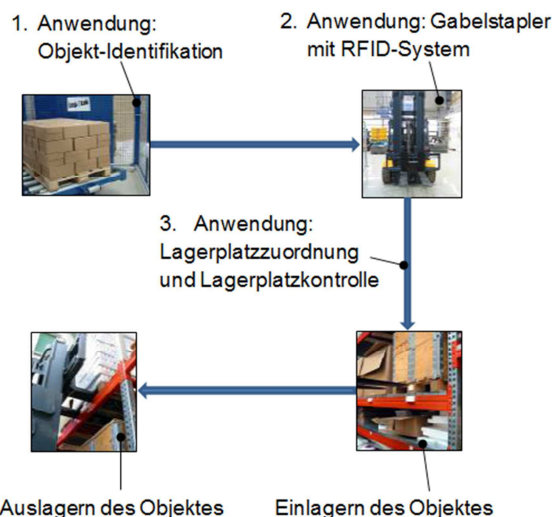 1. Anwendung:
Objekt-Identifikation
2. Anwendung: Gabelstapler
mit RFID-System
3. Anwendung:
Lagerplatzzuordnung
und Lagerplatzkontrolle
Auslagern des Objektes
Einlagern des Objektes